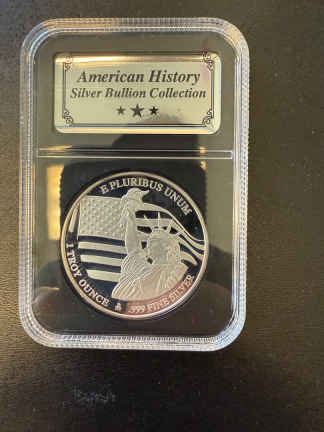 American History
Silver Bullion Collection
E PLURIBUS UNUM
1 TROY OUNCE
.999 FINE SILVER